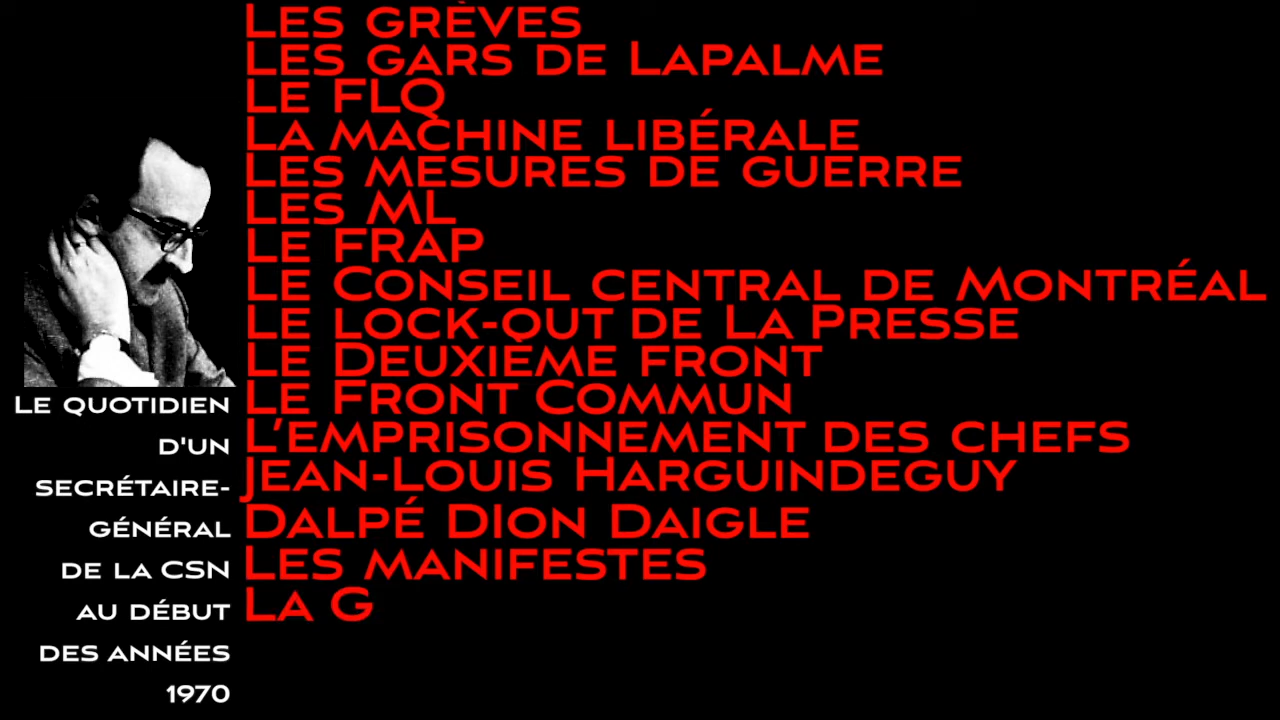 LES GRÈVES
LES GARS DE LAPALME
LE FLQ
LA MACHINE LIBÉRALE
LES MESURES DE GUERRE
LES ML
LE FRAP
LE CONSEIL CENTRAL DE MONTRÉAL
LE LOCK-OUT DE LA PRESSE
LE DEUXIÈME FRONT
LE FRONT COMMUN
L'EMPRISONNEMENT DES CHEFS
JEAN-LOUIS HARGUINDEGUY
DALPÉ DION DAIGLE
LES MANIFESTES
LA G
LE QUOTIDIEN
D'UN
SECRÉTAIRE-
GÉNÉRAL
DE LA CSN
AU DÉBUT
DES ANNÉES
1970